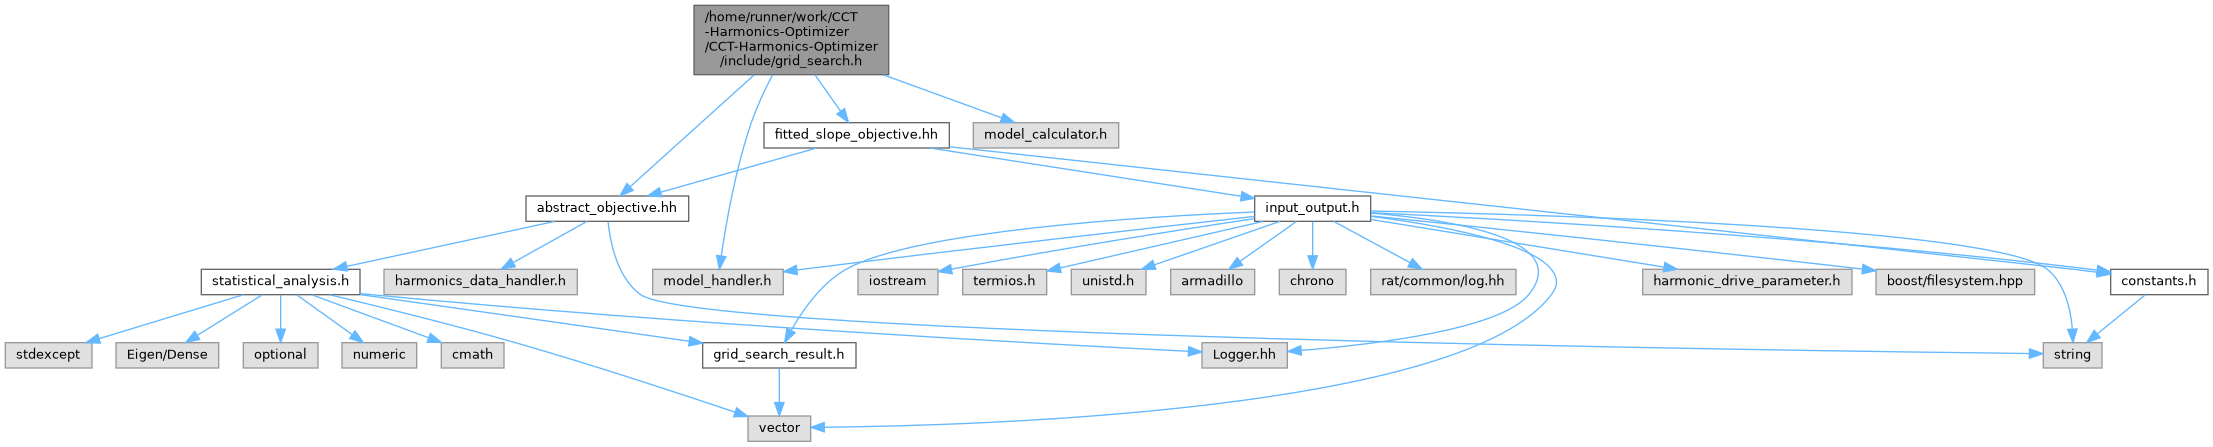 /home/runner/work/CCT
-Harmonics-Optimizer
/CCT-Harmonics-Optimizer
/include/grid_search.h
fitted_slope_objective.hh
model_calculator.h
abstract_objective.hh
input_output.h
statistical_analysis.h
harmonics_data_handler.h
model_handler.h
iostream
termios.h
unistd.h
armadillo
chrono
rat/common/log.hh
harmonic_drive_parameter.h
boost/filesystem.hpp
constants.h
stdexcept
Eigen/Dense
optional
numeric
cmath
grid_search_result.h
Logger.hh
string
vector